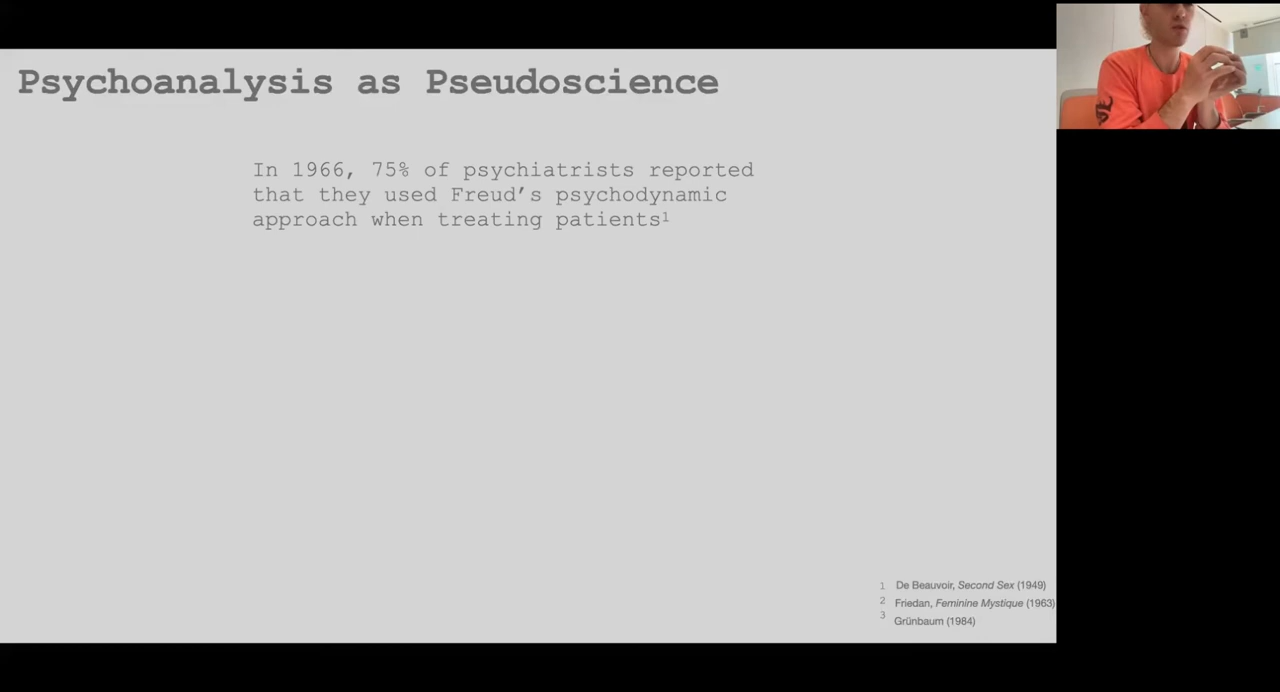 Psychoanalysis as Pseudoscience
In 1966, 75% of psychiatrists reported
that they used Freud’s psychodynamic
approach when treating patients¹
1 De Beauvoir, Second Sex (1949)
2 Friedan, Feminine Mystique (1963)
3 Grünbaum (1984)